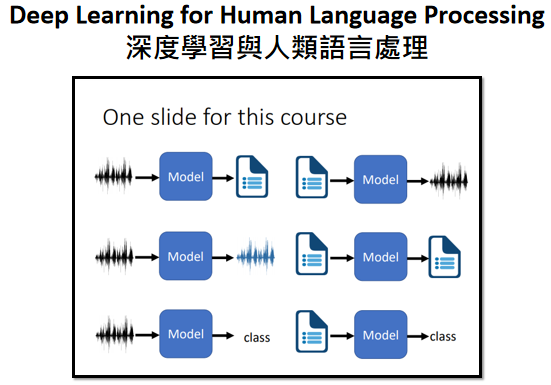 Deep Learning for Human Language Processing
深度學習與人類語言處理
One slide for this course
Model
Model
Model
Model
Model
class
Model
class